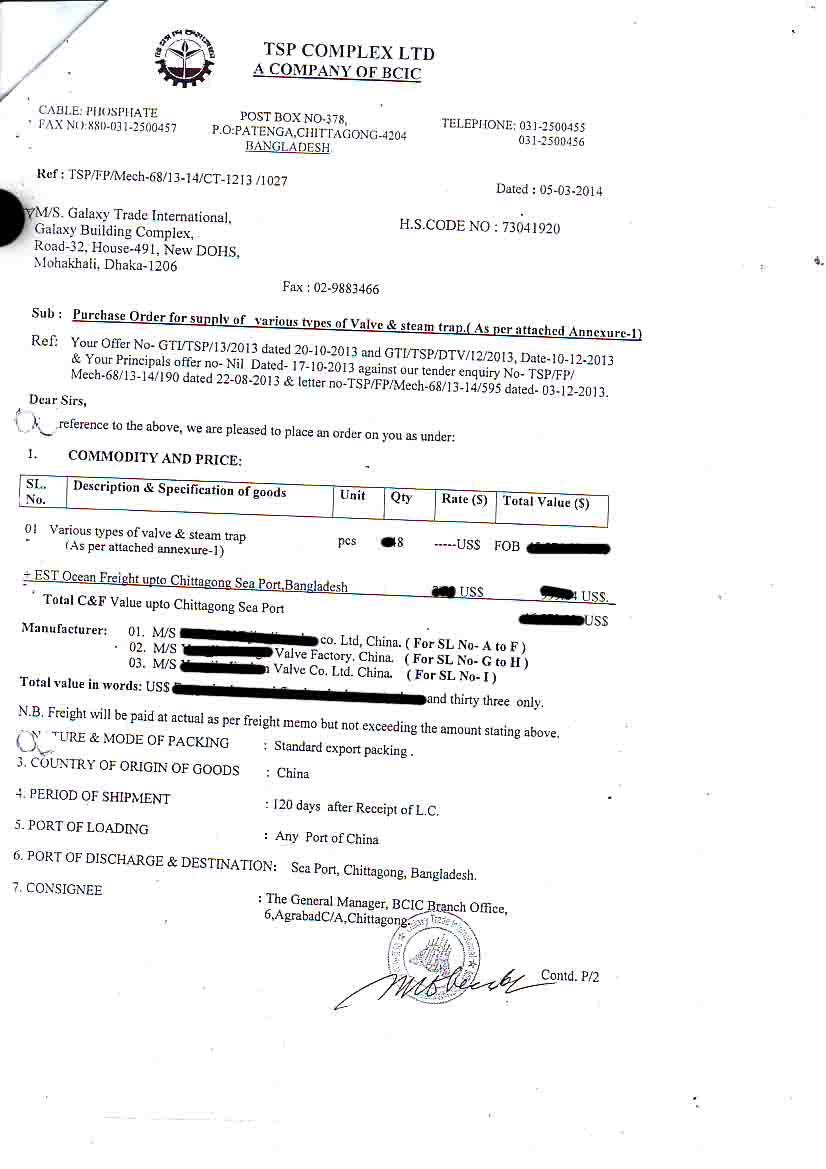 TSP COMPLEX LTD
A COMPANY OF BCIC
CABLE: PHOSPHATE
FAX NO:880-031-2500457
POST BOX NO-378,
P.O:PATENGA,CHITTAGONG-4204
BANGLADESH
TELEPHONE: 031-2500455
031-2500456
Ref : TSP/FP/Mech-68/13-14/CT-1213 /1027
Dated : 05-03-2014
M/S. Galaxy Trade International,
Galaxy Building Complex,
Road-32, House-491, New DOHS,
Mohakhali, Dhaka-1206
H.S.CODE NO : 73041920
Fax : 02-9883466
Sub : Purchase Order for supply of various types of Valve & steam trap.( As per attached Annexure-1)
Ref: Your Offer No- GTI/TSP/13/2013 dated 20-10-2013 and GTI/TSP/DTV/12/2013, Date-10-12-2013
& Your Principals offer no- Nil Dated- 17-10-2013 against our tender enquiry No- TSP/FP/
Mech-68/13-14/190 dated 22-08-2013 & letter no-TSP/FP/Mech-68/13-14/595 dated- 03-12-2013.
Dear Sirs,
reference to the above, we are pleased to place an order on you as under:
1. COMMODITY AND PRICE:
SL. No. Description & Specification of goods Unit Qty Rate ($) Total Value ($)
01 Various types of valve & steam trap pcs 8 -----US$ FOB
(As per attached annexure-1)
+ EST Ocean Freight upto Chittagong Sea Port,Bangladesh US$ US$.
Total C&F Value upto Chittagong Sea Port US$
Manufacturer: 01. M/S co. Ltd, China. ( For SL No- A to F )
02. M/S Valve Factory. China. ( For SL No- G to H )
03. M/S Valve Co. Ltd. China. ( For SL No- I )
Total value in words: US$ and thirty three only.
N.B. Freight will be paid at actual as per freight memo but not exceeding the amount stating above.
TURE & MODE OF PACKING : Standard export packing .
3. COUNTRY OF ORIGIN OF GOODS : China
4. PERIOD OF SHIPMENT : 120 days after Receipt of L.C.
5. PORT OF LOADING : Any Port of China
6. PORT OF DISCHARGE & DESTINATION: Sea Port, Chittagong, Bangladesh.
7. CONSIGNEE : The General Manager, BCIC Branch Office,
6,AgrabadC/A,Chittagong.
Galaxy Trade International
Contd. P/2